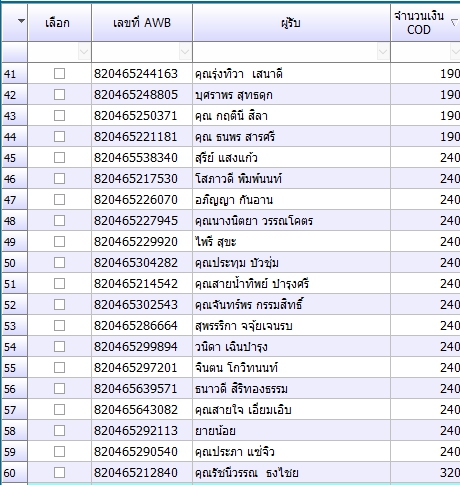 เลือก เลขที่ AWB ผู้รับ จำนวนเงิน COD
41 820465244163 คุณรุ่งทิวา เสนาดี 190
42 820465248805 บุศราพร สุทธดุก 190
43 820465250371 คุณ กฤตินี สิลา 190
44 820465221181 คุณ ธนพร สารศรี 190
45 820465538340 สุรีย์ แสงแก้ว 240
46 820465217530 โสภาวดี พิมพ์นนท์ 240
47 820465226070 อภิญญา กันอาน 240
48 820465227945 คุณนางนิตยา วรรณโคตร 240
49 820465229920 ไพรี สุขะ 240
50 820465304282 คุณประทุม บัวชุ่ม 240
51 820465214542 คุณสายน้ำทิพย์ ปารุงศรี 240
52 820465302543 คุณจันทร์พร กรรมสิทธิ์ 240
53 820465286664 สุพรรริกา จจุ้ยเจนรบ 240
54 820465299894 วนิดา เฉินปารุง 240
55 820465297201 จินตน โกวิทนนท์ 240
56 820465639571 ธนาวดี สิริทองธรรม 240
57 820465643082 คุณสายใจ เอี่ยมเอิบ 240
58 820465292113 ยายน้อย 240
59 820465290540 คุณประภา แซ่จิว 240
60 820465212840 คุณรัชนีวรรณ ธงไชย 320